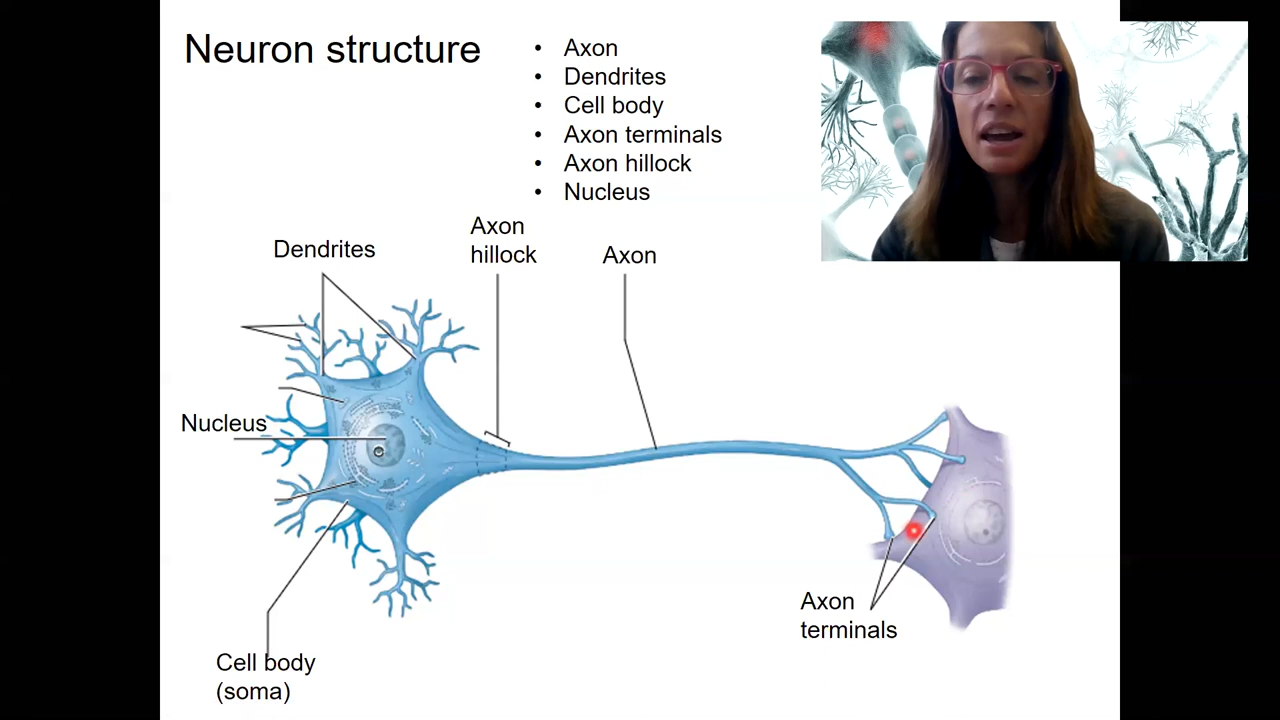 Neuron structure
• Axon
• Dendrites
• Cell body
• Axon terminals
• Axon hillock
• Nucleus
Dendrites
Axon
hillock
Axon
Nucleus
Axon
terminals
Cell body
(soma)